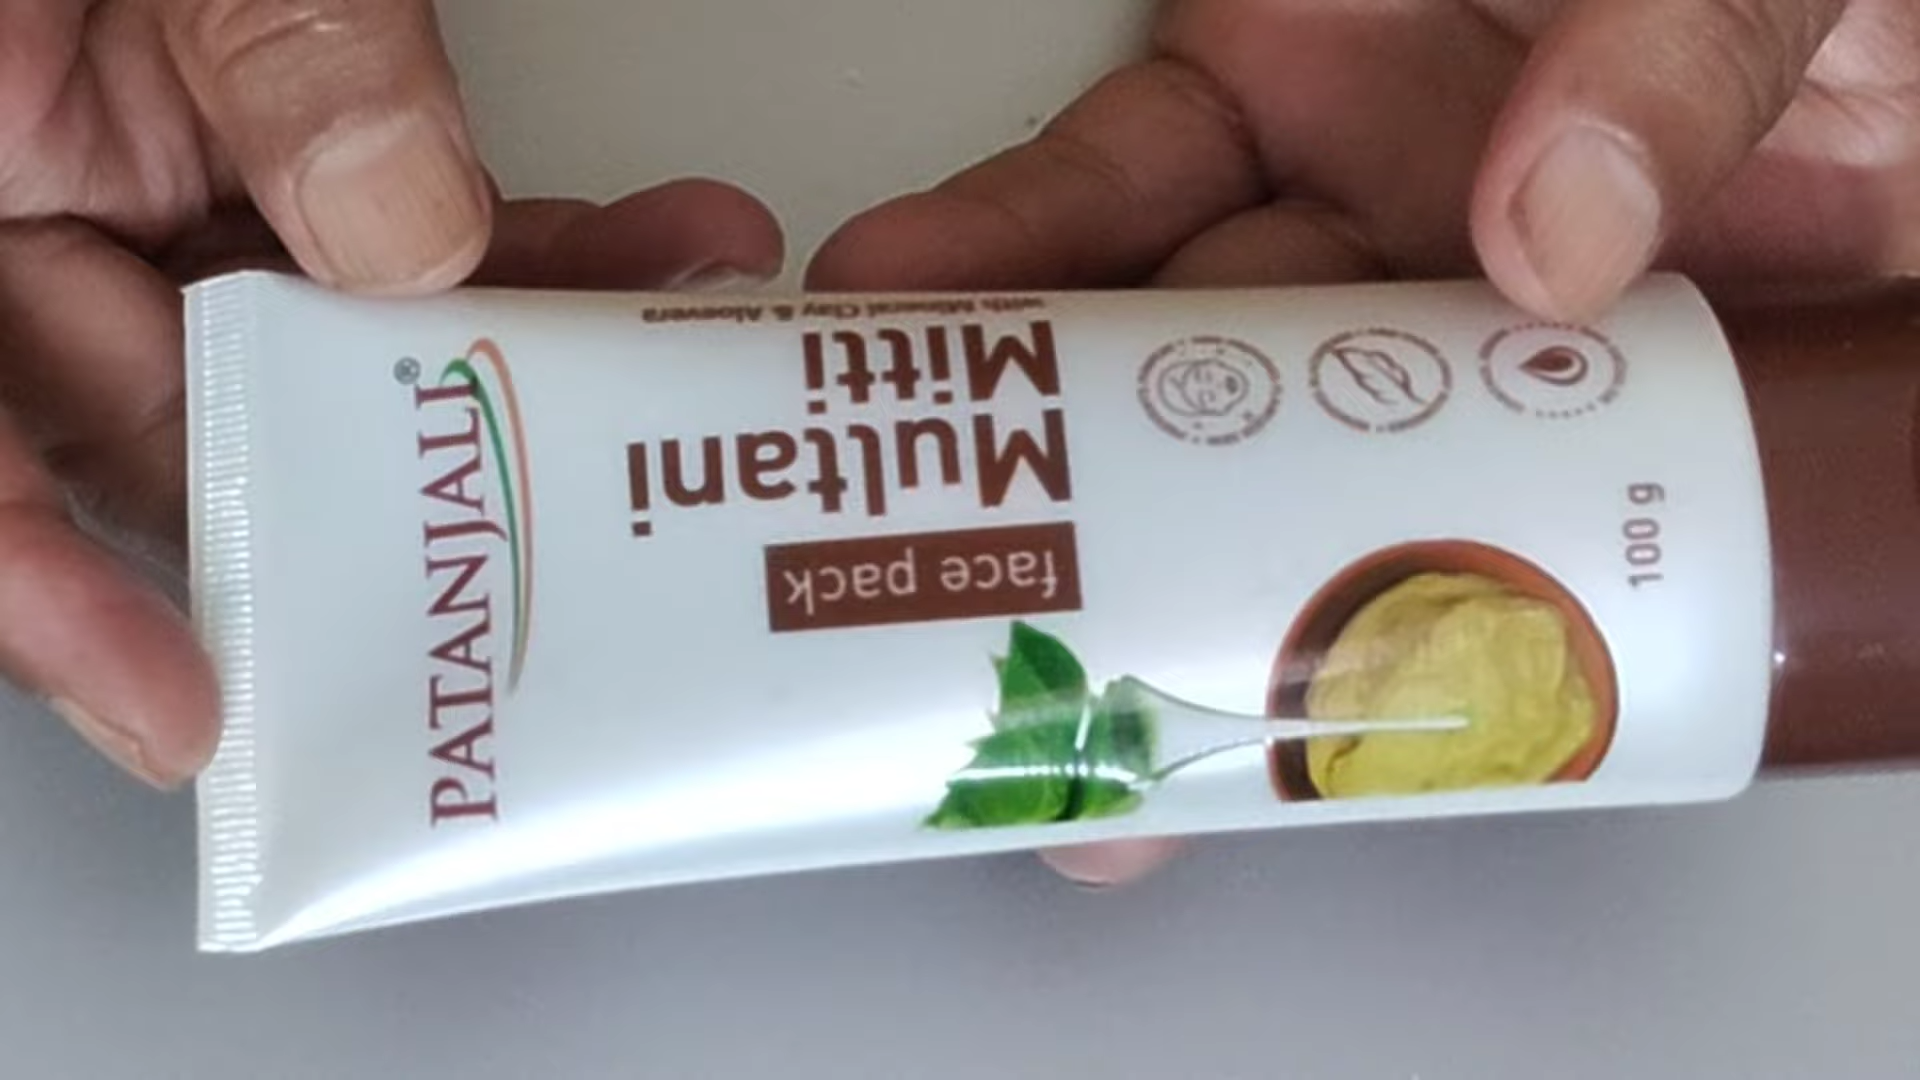 PATANJALI®
face pack
Multani
Mitti
with Mineral Clay & Aloevera
100 g